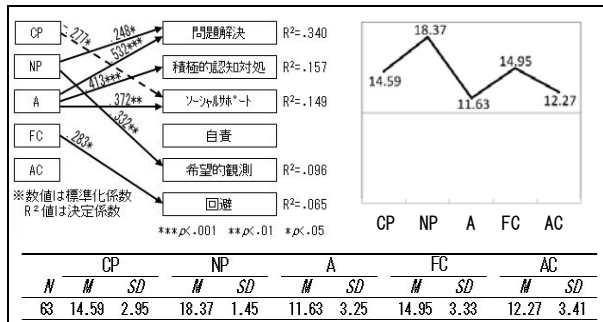 CP
NP
A
FC
AC
-.277*
.248*
.532***
.413***
.372**
.332**
.283*
問題解決 R²=.340
積極的認知対処 R²=.157
ソーシャルサポート R²=.149
自責
希望的観測 R²=.096
回避 R²=.065
※数値は標準化係数
R²値は決定係数
***p<.001 **p<.01 *p<.05
14.59
18.37
11.63
14.95
12.27
CP NP A FC AC
CP NP A FC AC
N M SD M SD M SD M SD M SD
63 14.59 2.95 18.37 1.45 11.63 3.25 14.95 3.33 12.27 3.41